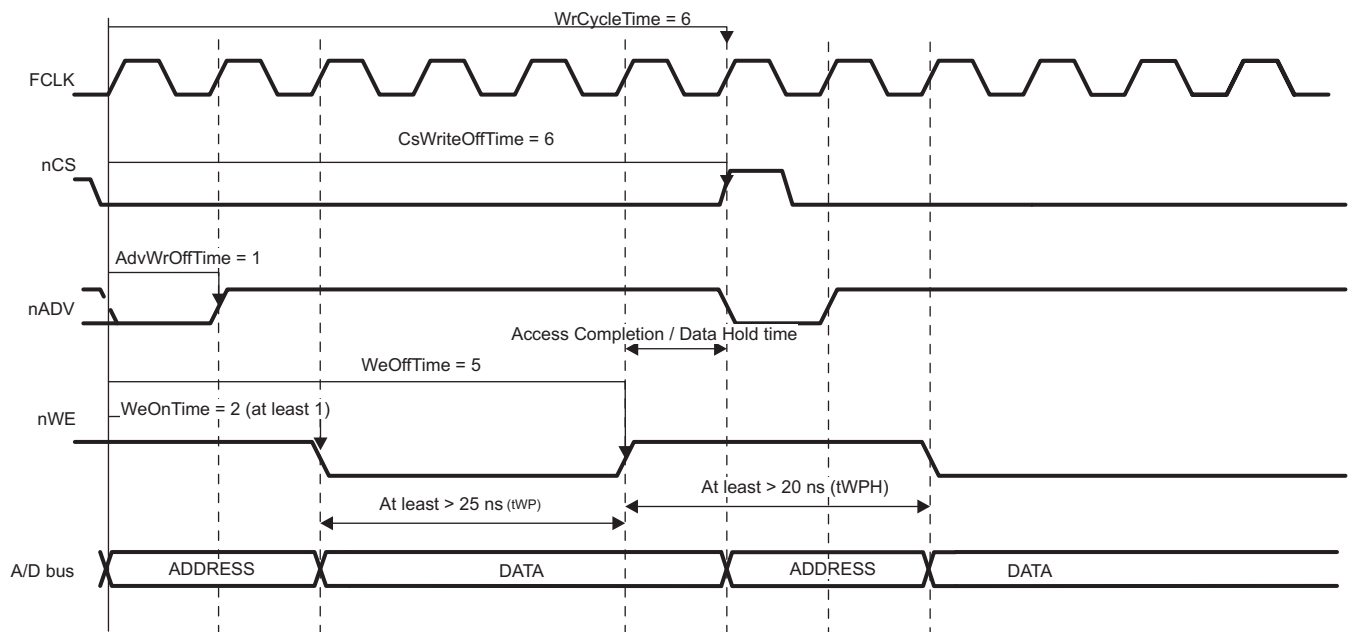 WrCycleTime = 6
FCLK
CsWriteOffTime = 6
nCS
AdvWrOffTime = 1
nADV
Access Completion / Data Hold time
WeOffTime = 5
WeOnTime = 2 (at least 1)
nWE
At least > 20 ns (tWPH)
At least > 25 ns (tWP)
A/D bus
ADDRESS
DATA
ADDRESS
DATA